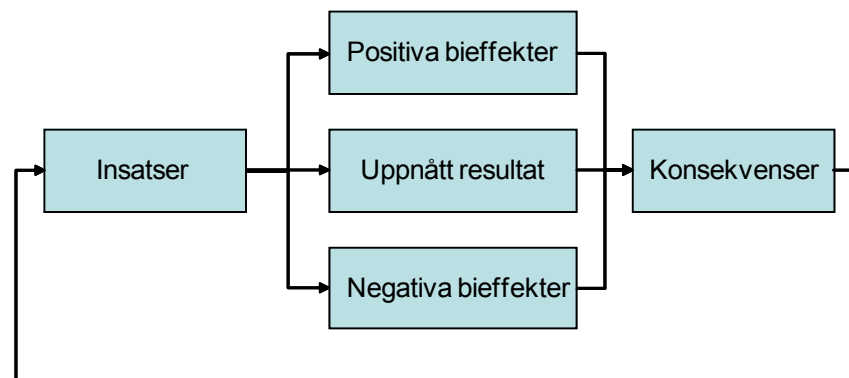 Positiva bieffekter
Insatser
Uppnått resultat
Konsekvenser
Negativa bieffekter